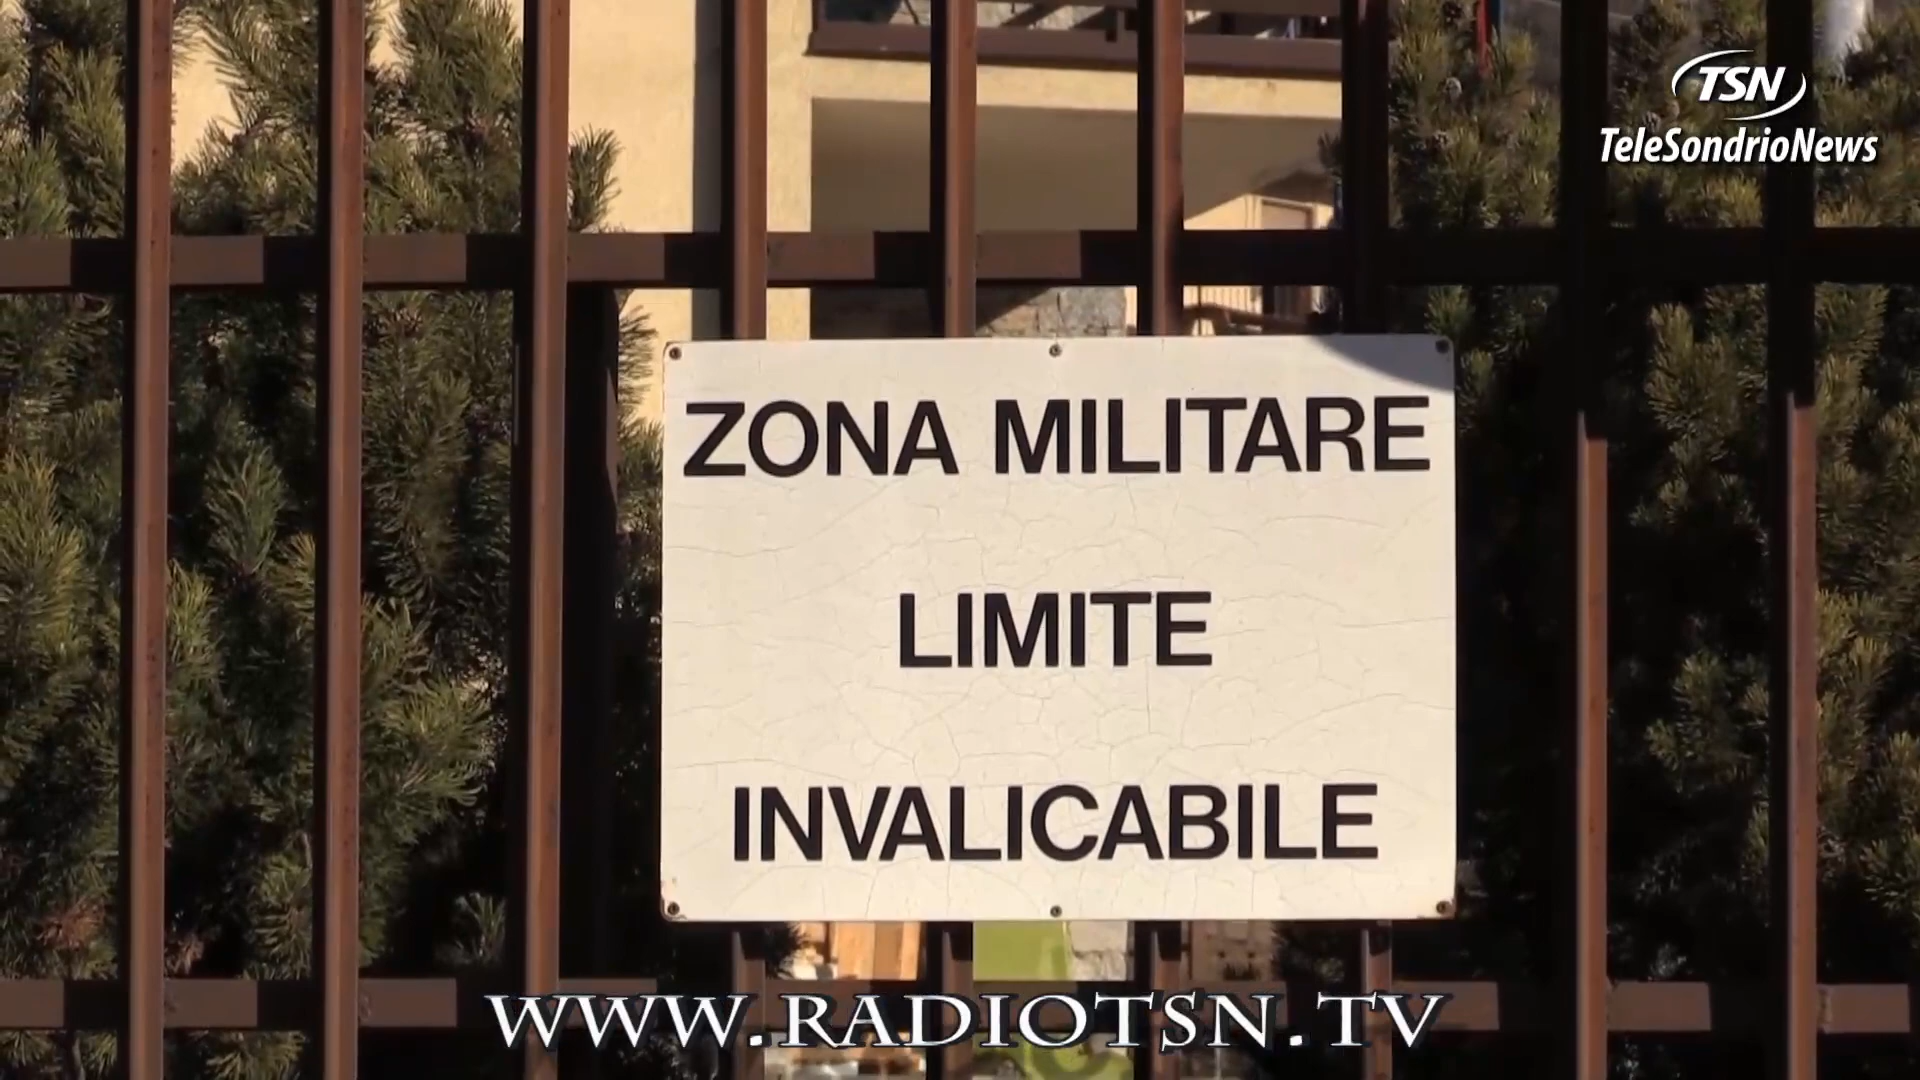 TSN
TeleSondrioNews
ZONA MILITARE
LIMITE
INVALICABILE
WWW.RADIOTSN.TV